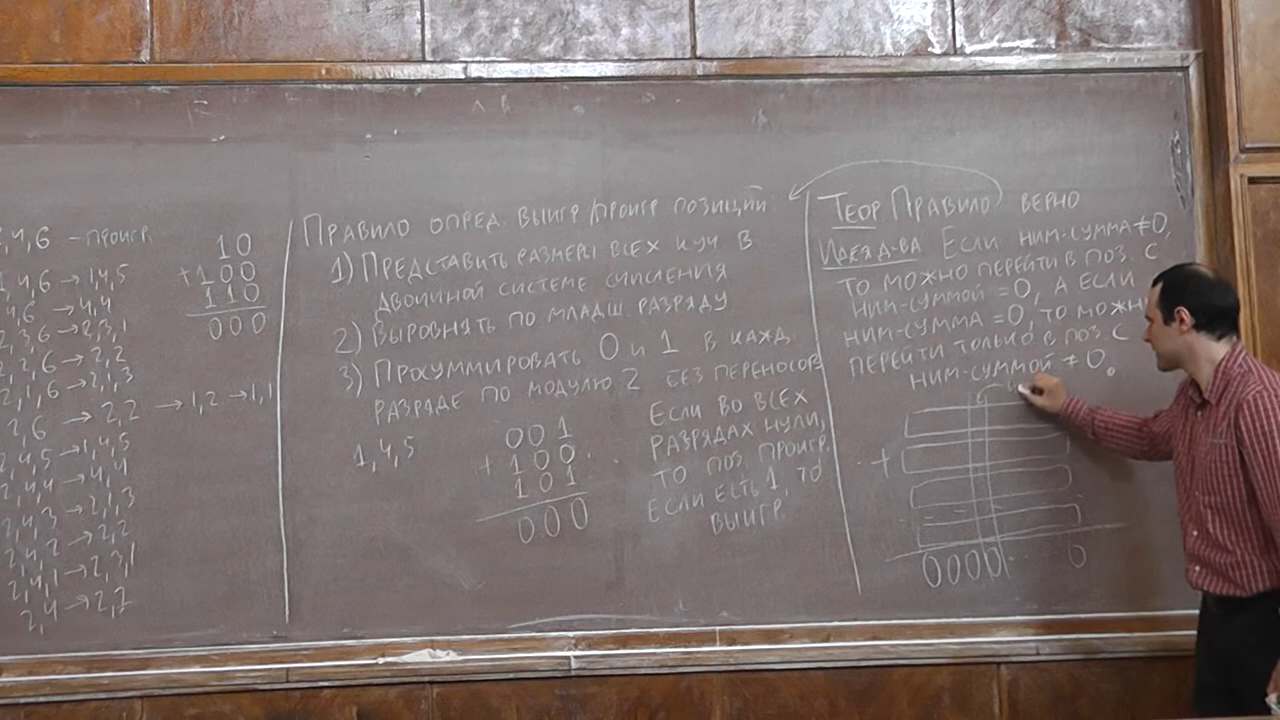 ,4,6 – проигр.
,4,6 → 1,4,5
4,6 → 4,4
2,3,6 → 2,3,1
2,2,6 → 2,2
2,1,6 → 2,1,3
2,6 → 2,2 → 1,2 → 1,1
2,4,5 → 1,4,5
2,4,4 → 4,4
2,4,3 → 2,1,3
2,4,2 → 2,2
2,4,1 → 2,3,1
2,4 → 2,2
10
+100
110
000
Правило опред. выигр/проигр позиций:
1) Представить размеры всех куч в
двоичной системе счисления
2) Выровнять по младш. разряду
3) Просуммировать 0 и 1 в кажд.
разряде по модулю 2 без переносов
1,4,5
001
+100
101
000
Если во всех
разрядах нули,
то поз. проигр.
Если есть 1, то
выигр.
Теор Правило верно
Идея д-ва Если ним-сумма ≠0,
то можно перейти в поз. с
ним-суммой =0, а если
ним-сумма =0, то можно
перейти только в поз с
ним-суммой ≠ 0.
+
0000 ... 0